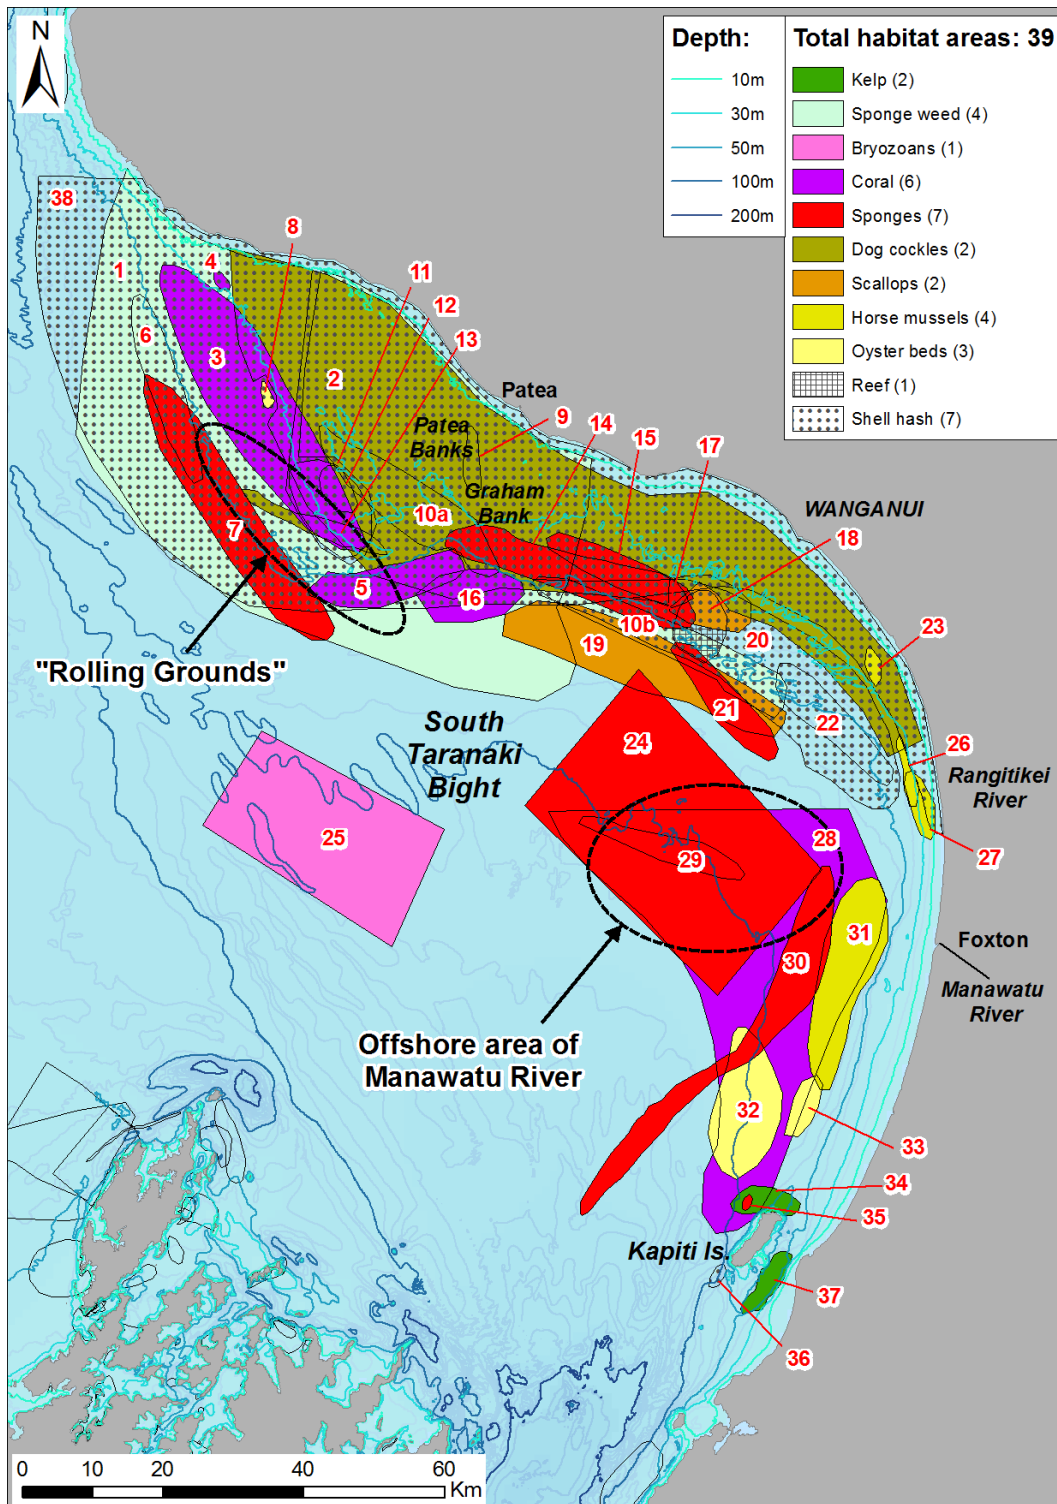 N
Depth:
10m
30m
50m
100m
200m
Total habitat areas: 39
Kelp (2)
Sponge weed (4)
Bryozoans (1)
Coral (6)
Sponges (7)
Dog cockles (2)
Scallops (2)
Horse mussels (4)
Oyster beds (3)
Reef (1)
Shell hash (7)
38
1
4
8
11
12
13
6
3
2
Patea
Patea
Banks
9
14
15
17
Graham
Bank
10a
WANGANUI
18
7
5
16
10b
20
19
23
"Rolling Grounds"
21
22
South
Taranaki
Bight
24
26
Rangitikei
River
25
28
29
27
31
30
Foxton
Manawatu
River
Offshore area of
Manawatu River
32
33
34
35
Kapiti Is.
37
36
0 10 20 40 60
Km